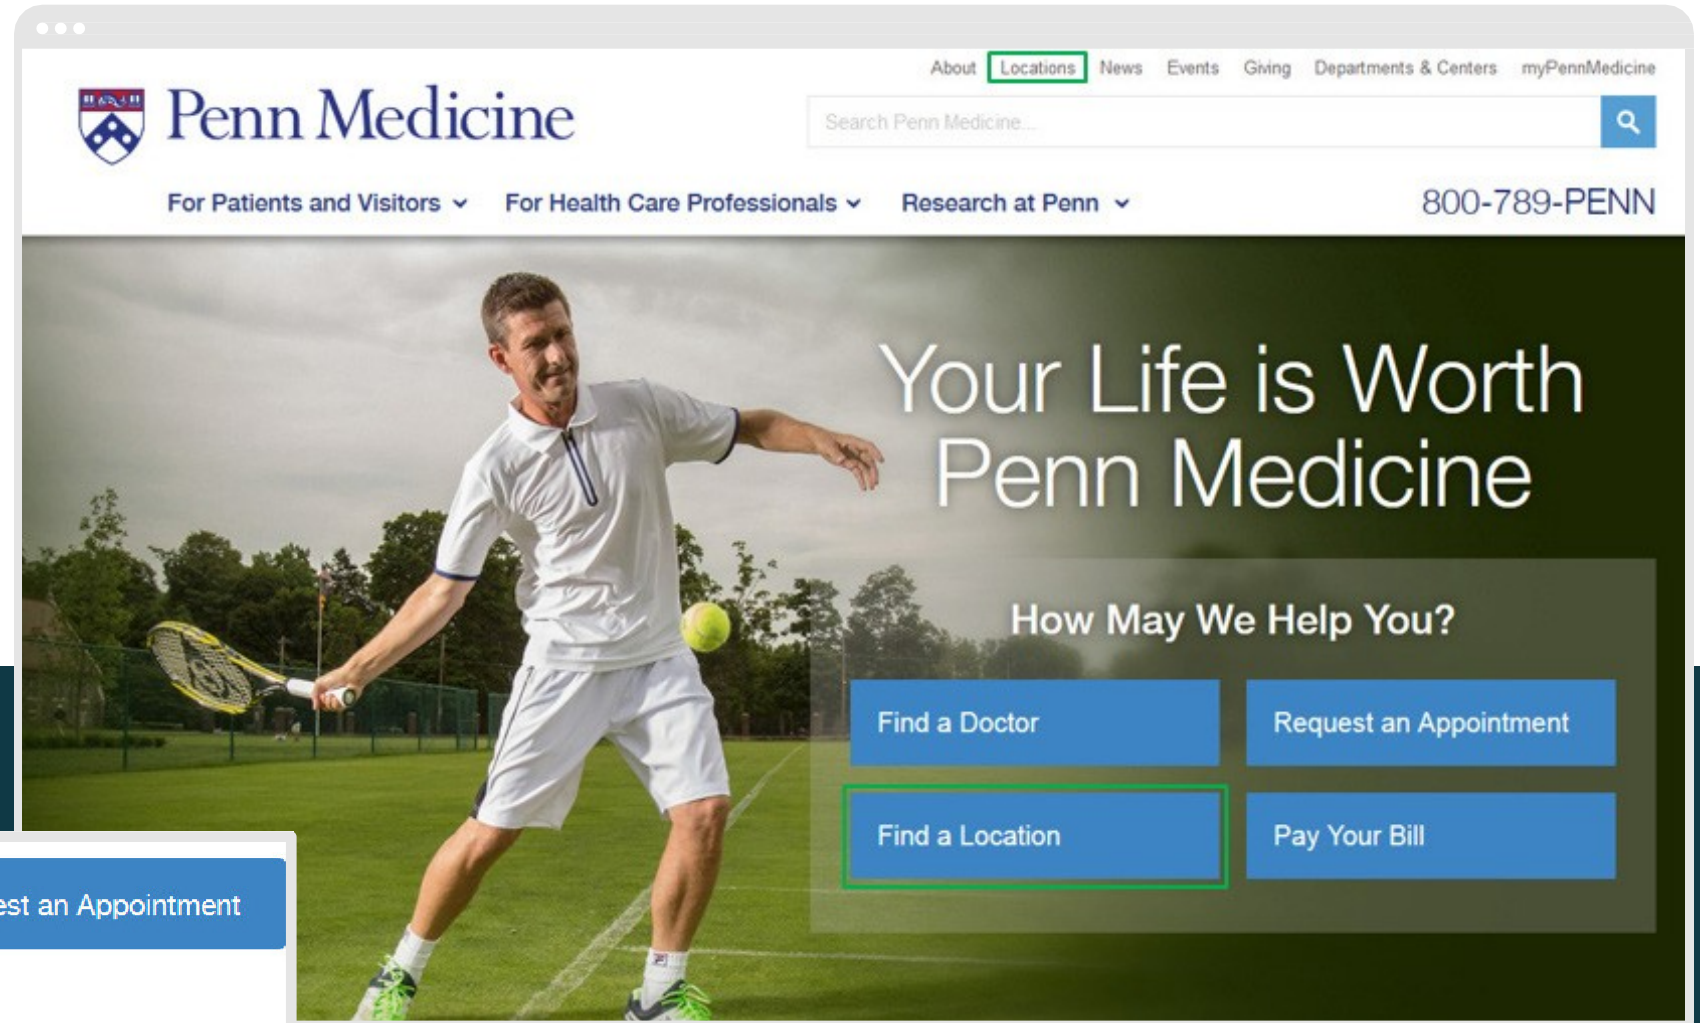 About Locations News Events Giving Departments & Centers myPennMedicine
Penn Medicine
Search Penn Medicine...
For Patients and Visitors For Health Care Professionals Research at Penn 800-789-PENN
Your Life is Worth
Penn Medicine
How May We Help You?
Find a Doctor Request an Appointment
Find a Location Pay Your Bill
an Appointment